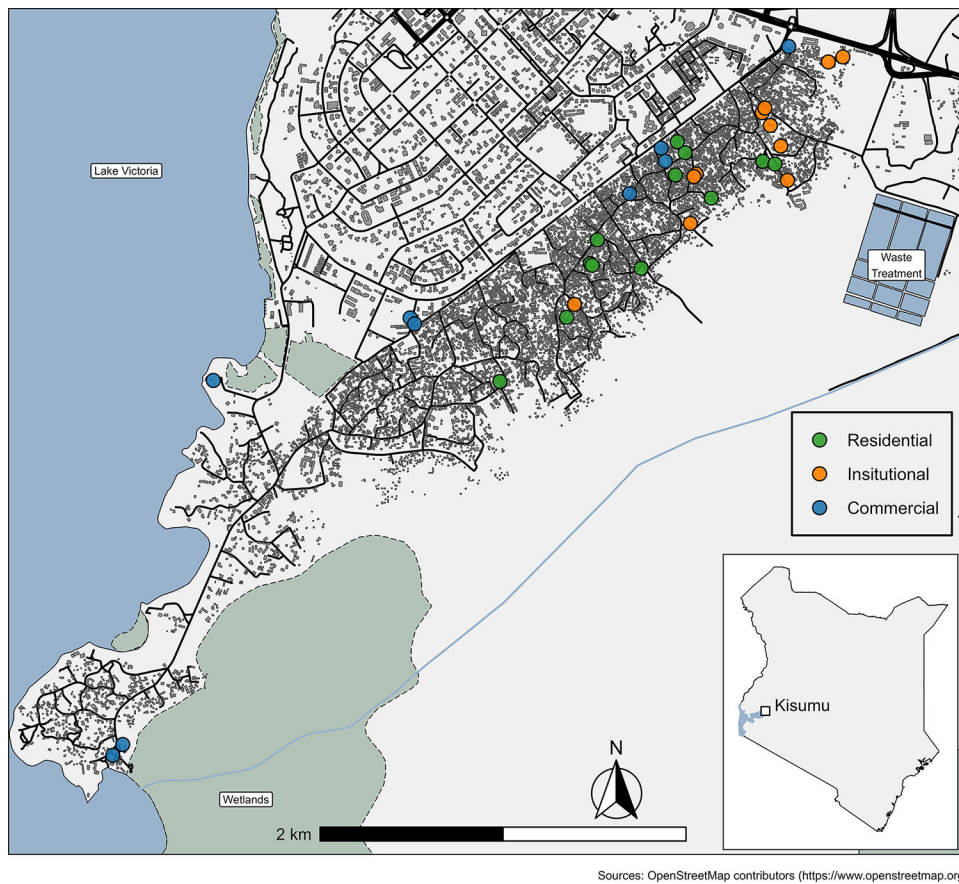 Lake Victoria
Waste
Treatment
Residential
Insitutional
Commercial
Kisumu
N
Wetlands
2 km
Sources: OpenStreetMap contributors (https://www.openstreetmap.org